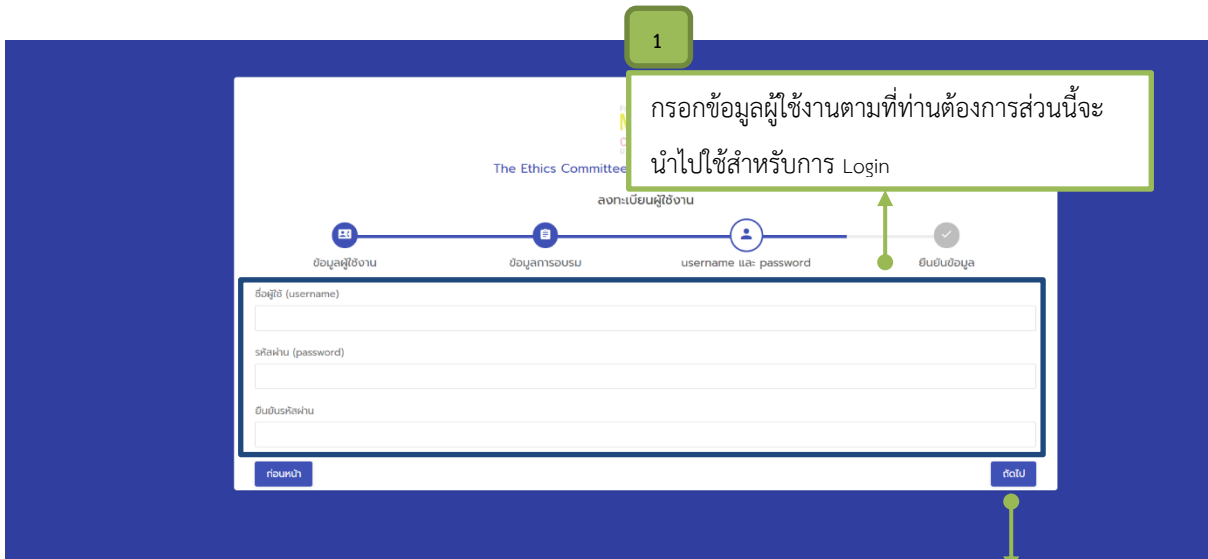 1
กรอกข้อมูลผู้ใช้งานตามที่ท่านต้องการส่วนนี้จะ
นำไปใช้สำหรับการ Login
The Ethics Committee
ลงทะเบียนผู้ใช้งาน
ข้อมูลผู้ใช้งาน
ข้อมูลการอบรม
username และ password
ยืนยันข้อมูล
ชื่อผู้ใช้ (username)
รหัสผ่าน (password)
ยืนยันรหัสผ่าน
ก่อนหน้า
ถัดไป